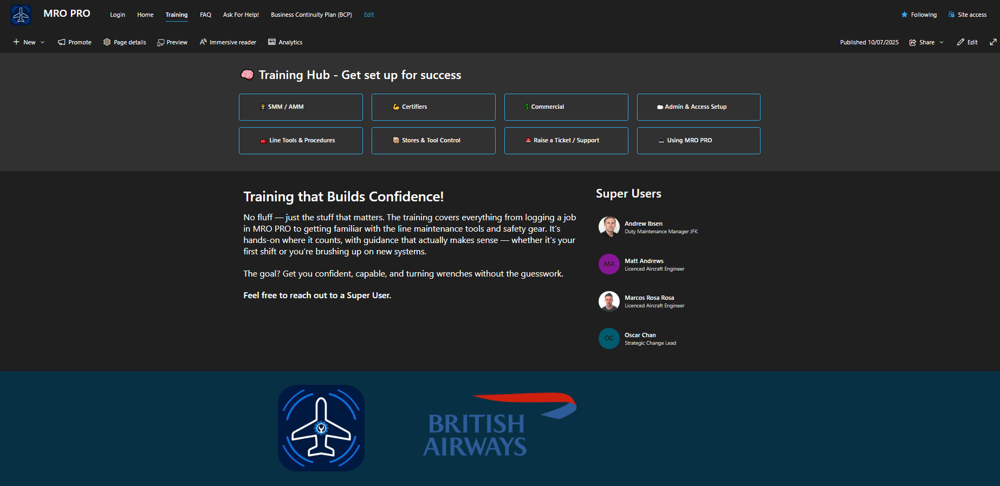 MRO PRO
Login
Home
Training
FAQ
Ask For Help!
Business Continuity Plan (BCP)
Edit
Following
Site access
New
Promote
Page details
Preview
Immersive reader
Analytics
Published 10/07/2025
Share
Edit
Training Hub - Get set up for success
SMM / AMM
Certifiers
Commercial
Admin & Access Setup
Line Tools & Procedures
Stores & Tool Control
Raise a Ticket / Support
Using MRO PRO
Training that Builds Confidence!
No fluff — just the stuff that matters. The training covers everything from logging a job
in MRO PRO to getting familiar with the line maintenance tools and safety gear. It’s
hands-on where it counts, with guidance that actually makes sense — whether it’s your
first shift or you’re brushing up on new systems.
The goal? Get you confident, capable, and turning wrenches without the guesswork.
Feel free to reach out to a Super User.
Super Users
Andrew Ibsen
Duty Maintenance Manager JFK
MA
Matt Andrews
Licenced Aircraft Engineer
Marcos Rosa Rosa
Licenced Aircraft Engineer
OC
Oscar Chan
Strategic Change Lead
BRITISH
AIRWAYS